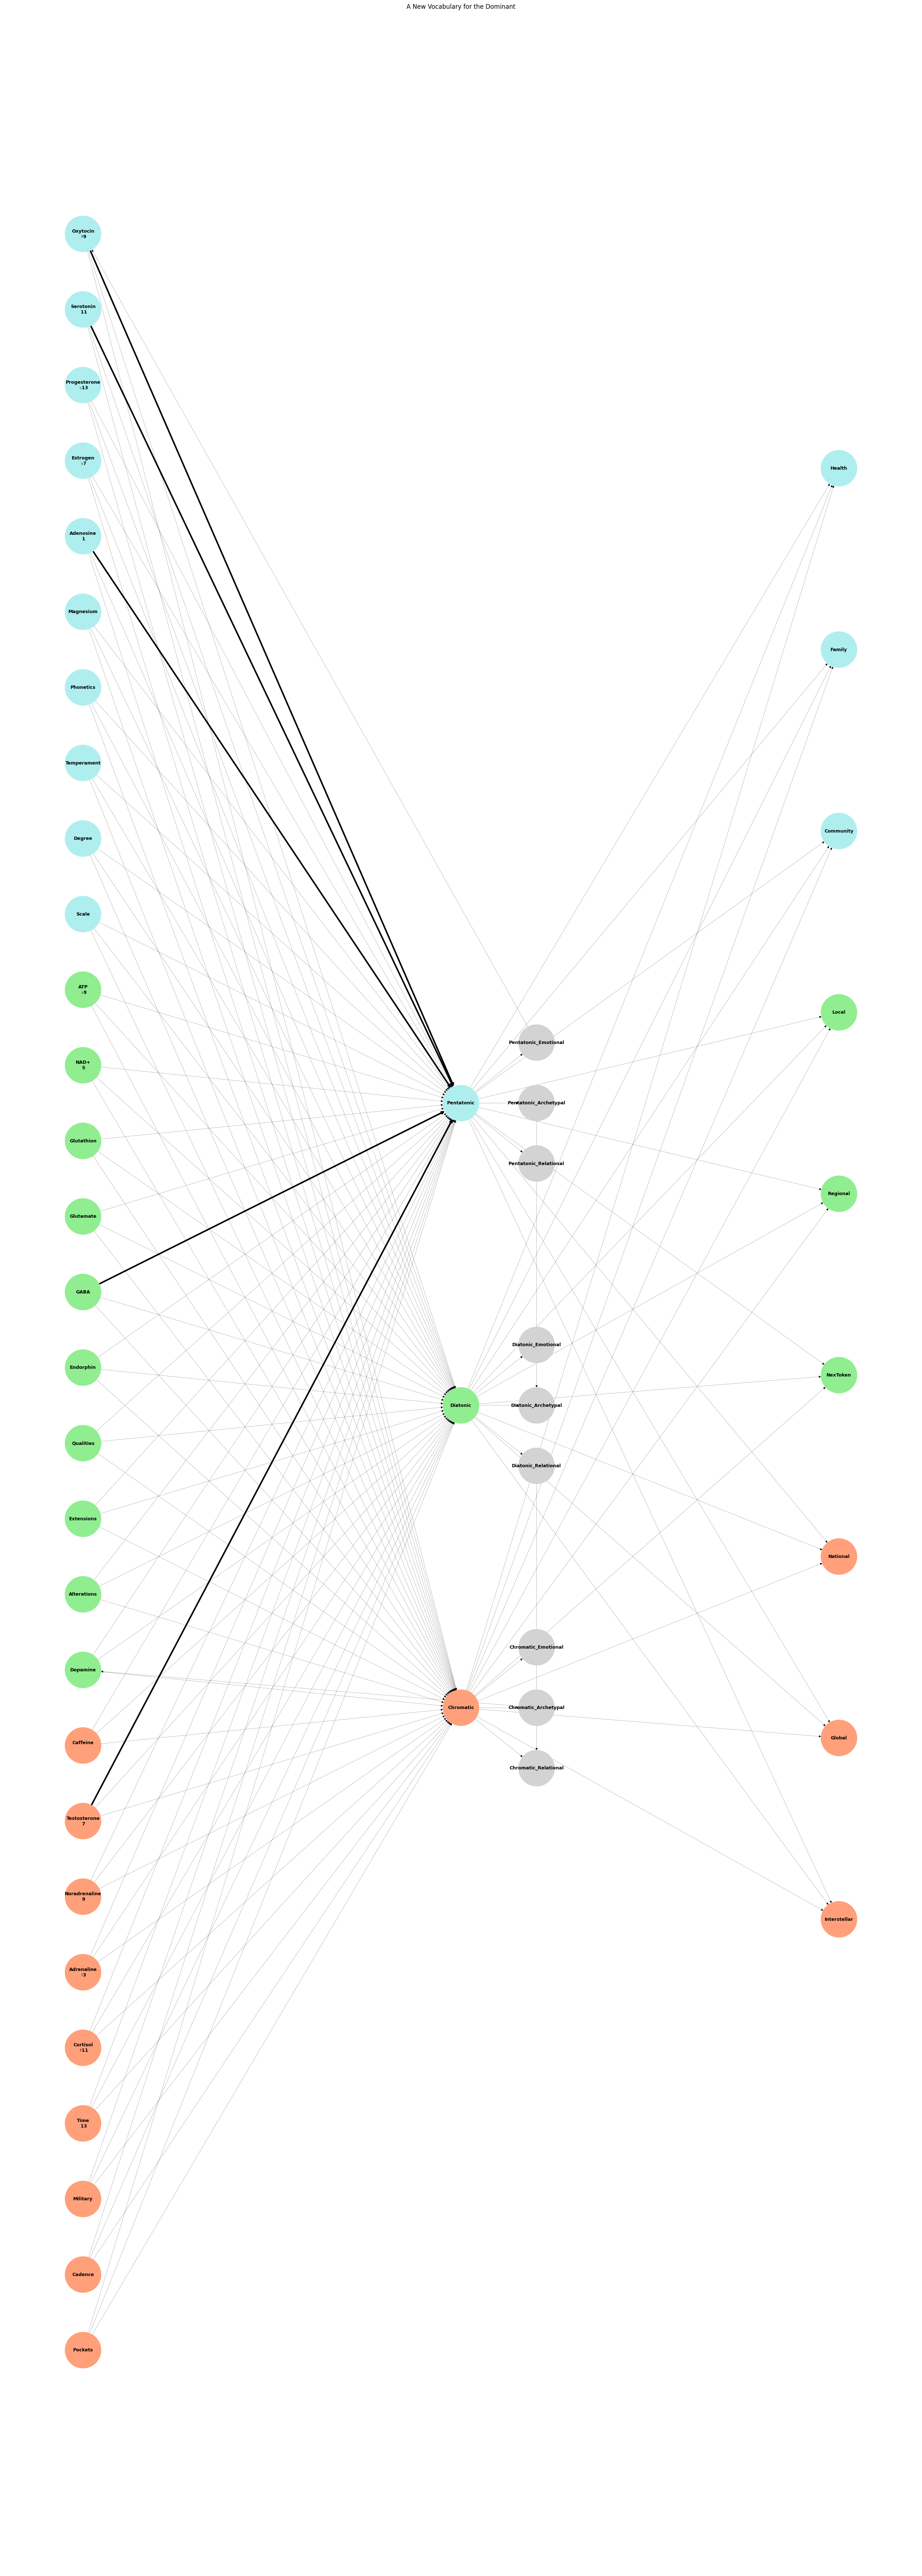 A New Vocabulary for the Dominant
Oxytocin
♯9
Serotonin
11
Progesterone
♭13
Estrogen
♭7
Adenosine
1
Magnesium
Phonetics
Temperament
Degree
Scale
ATP
♭9
NAD+
5
Glutathion
Glutamate
GABA
Endorphin
Qualities
Extensions
Alterations
Dopamine
Caffeine
Testosterone
7
Noradrenaline
9
Adrenaline
♭3
Cortisol
♯11
Time
13
Military
Cadence
Pockets
Pentatonic
Diatonic
Chromatic
Pentatonic_Emotional
Pentatonic_Archetypal
Pentatonic_Relational
Diatonic_Emotional
Diatonic_Archetypal
Diatonic_Relational
Chromatic_Emotional
Chromatic_Archetypal
Chromatic_Relational
Health
Family
Community
Local
Regional
NexToken
National
Global
Interstellar